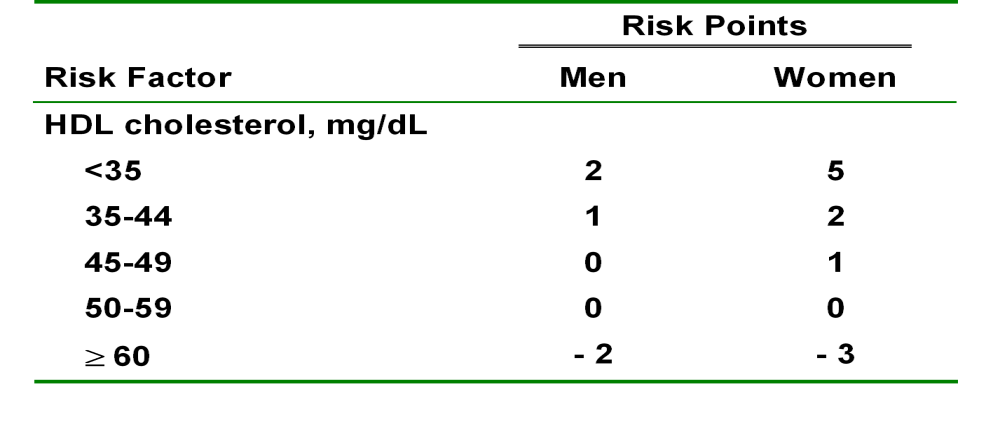 Risk Points
Risk Factor Men Women
HDL cholesterol, mg/dL
<35 2 5
35-44 1 2
45-49 0 1
50-59 0 0
≥ 60 - 2 - 3